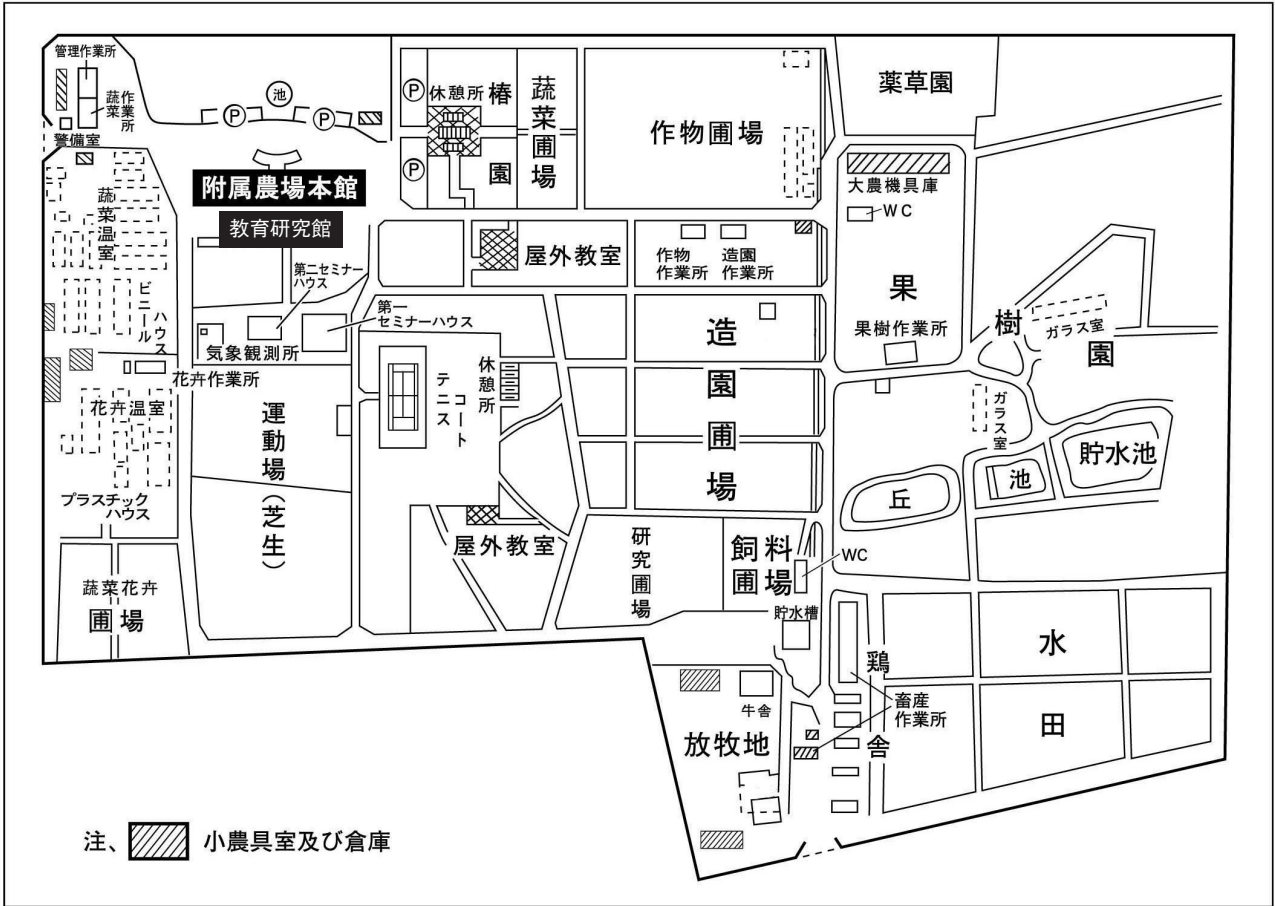 管理作業所
蔬菜
作業所
警備室
池
P
P
P
P
休憩所
椿園
蔬菜圃場
作物圃場
薬草園
附属農場本館
教育研究館
大農機具庫
WC
蔬菜温室
ビニール
ハウス
第二セミナー
ハウス
第一
セミナーハウス
気象観測所
屋外教室
作物
作業所
造園
作業所
果樹園
果樹作業所
ガラス室
ガラス室
花卉作業所
花卉温室
プラスチック
ハウス
蔬菜花卉
圃場
運動場(芝生)
テニス
コート
休憩所
屋外教室
造園圃場
研究圃場
飼料
圃場
WC
貯水槽
丘
池
貯水池
鶏舎
畜産
作業所
水田
牛舎
放牧地
注、 小農具室及び倉庫